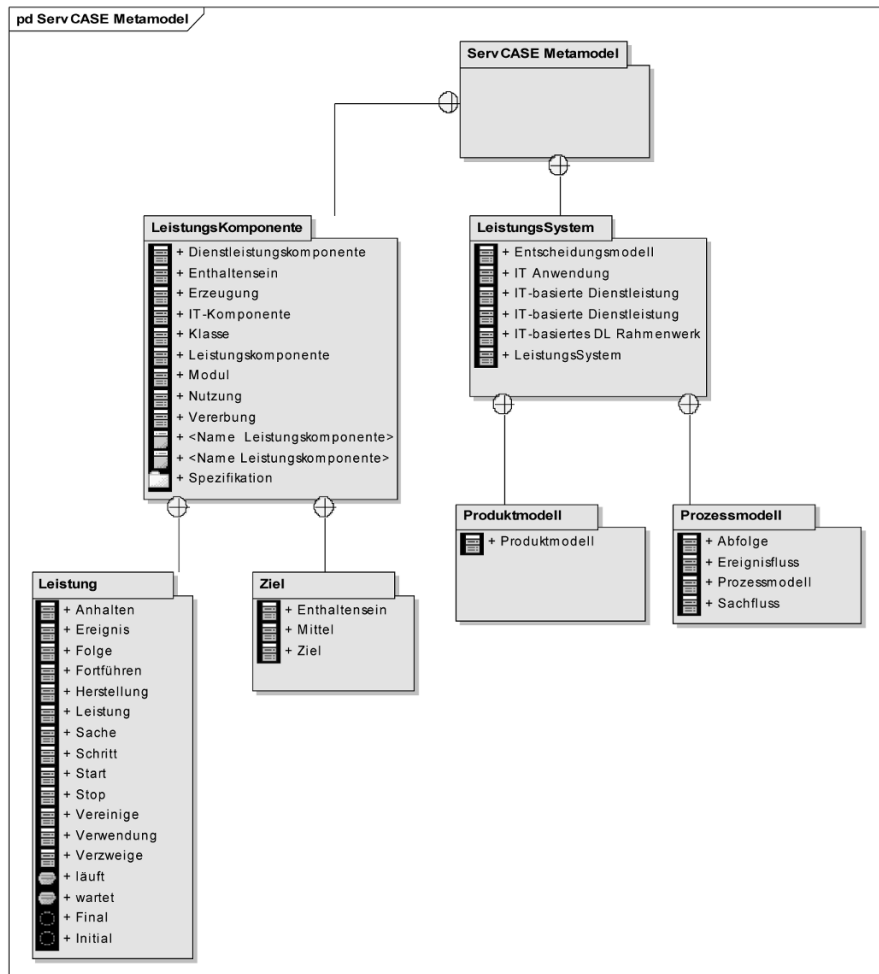 pd ServCASE Metamodel
ServCASE Metamodel
LeistungsKomponente
+ Dienstleistungskomponente
+ Enthaltensein
+ Erzeugung
+ IT-Komponente
+ Klasse
+ Leistungskomponente
+ Modul
+ Nutzung
+ Vererbung
+ <Name Leistungskomponente>
+ <Name Leistungskomponente>
+ Spezifikation
LeistungsSystem
+ Entscheidungsmodell
+ IT Anwendung
+ IT-basierte Dienstleistung
+ IT-basierte Dienstleistung
+ IT-basiertes DL Rahmenwerk
+ LeistungsSystem
Leistung
+ Anhalten
+ Ereignis
+ Folge
+ Fortführen
+ Herstellung
+ Leistung
+ Sache
+ Schritt
+ Start
+ Stop
+ Vereinige
+ Verwendung
+ Verzweige
+ läuft
+ wartet
+ Final
+ Initial
Ziel
+ Enthaltensein
+ Mittel
+ Ziel
Produktmodell
+ Produktmodell
Prozessmodell
+ Abfolge
+ Ereignisfluss
+ Prozessmodell
+ Sachfluss